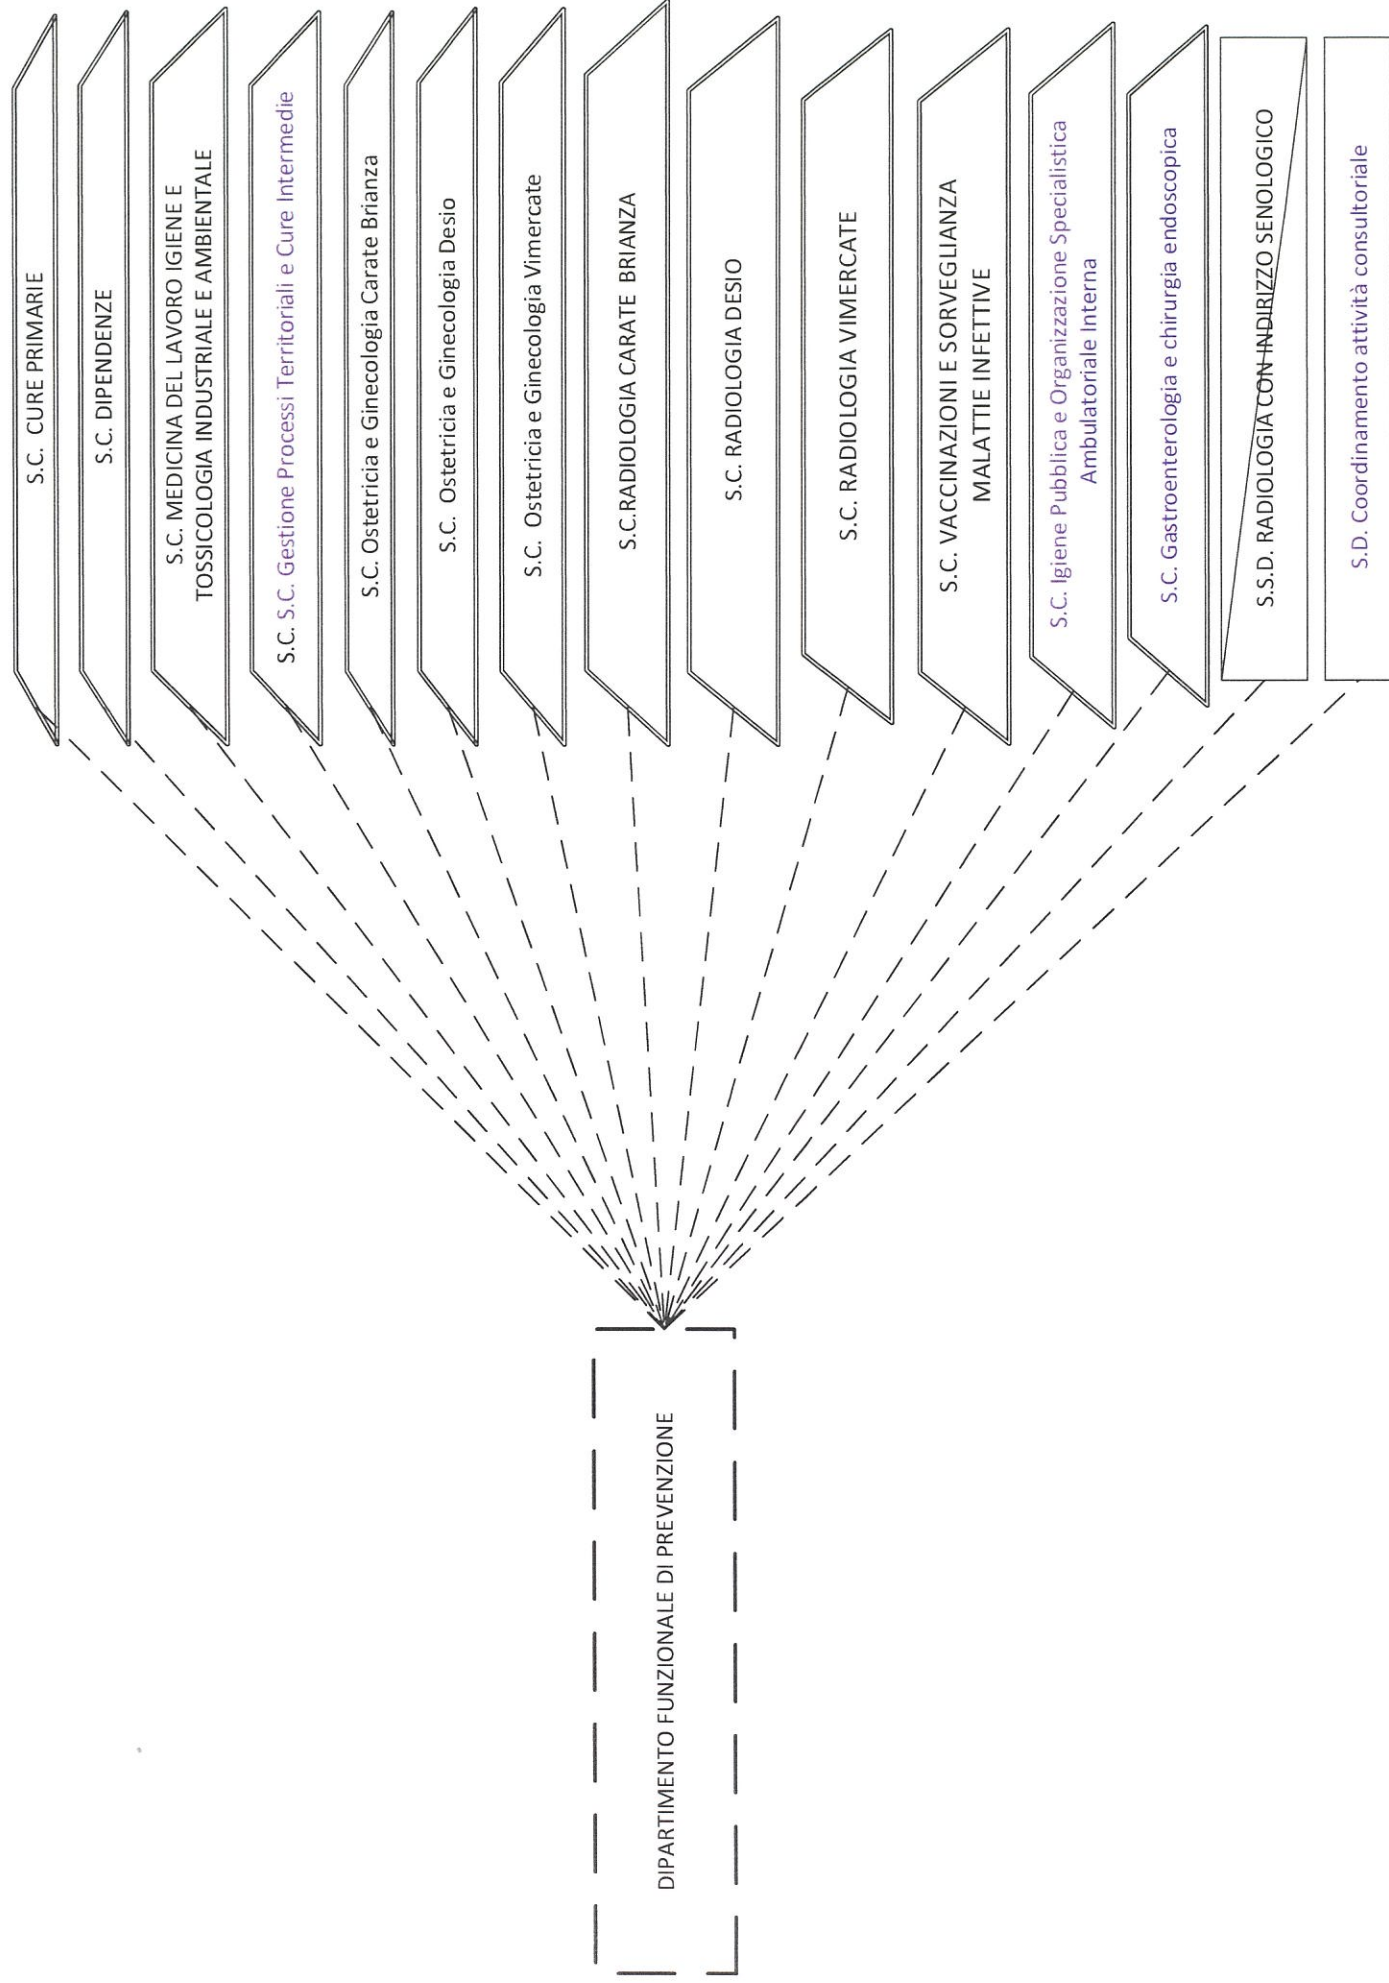 S.C. CURE PRIMARIE
S.C. DIPENDENZE
S.C. MEDICINA DEL LAVORO IGIENE E
TOSSICOLOGIA INDUSTRIALE E AMBIENTALE
S.C. S.C. Gestione Processi Territoriali e Cure Intermedie
S.C. Ostetricia e Ginecologia Carate Brianza
S.C. Ostetricia e Ginecologia Desio
S.C. Ostetricia e Ginecologia Vimercate
S.C.RADIOLOGIA CARATE BRIANZA
S.C. RADIOLOGIA DESIO
S.C. RADIOLOGIA VIMERCATE
S.C. VACCINAZIONI E SORVEGLIANZA
MALATTIE INFETTIVE
S.C. Igiene Pubblica e Organizzazione Specialistica
Ambulatoriale Interna
S.C. Gastroenterologia e chirurgia endoscopica
S.S.D. RADIOLOGIA CON INDIRIZZO SENOLOGICO
S.D. Coordinamento attività consultoriale
DIPARTIMENTO FUNZIONALE DI PREVENZIONE